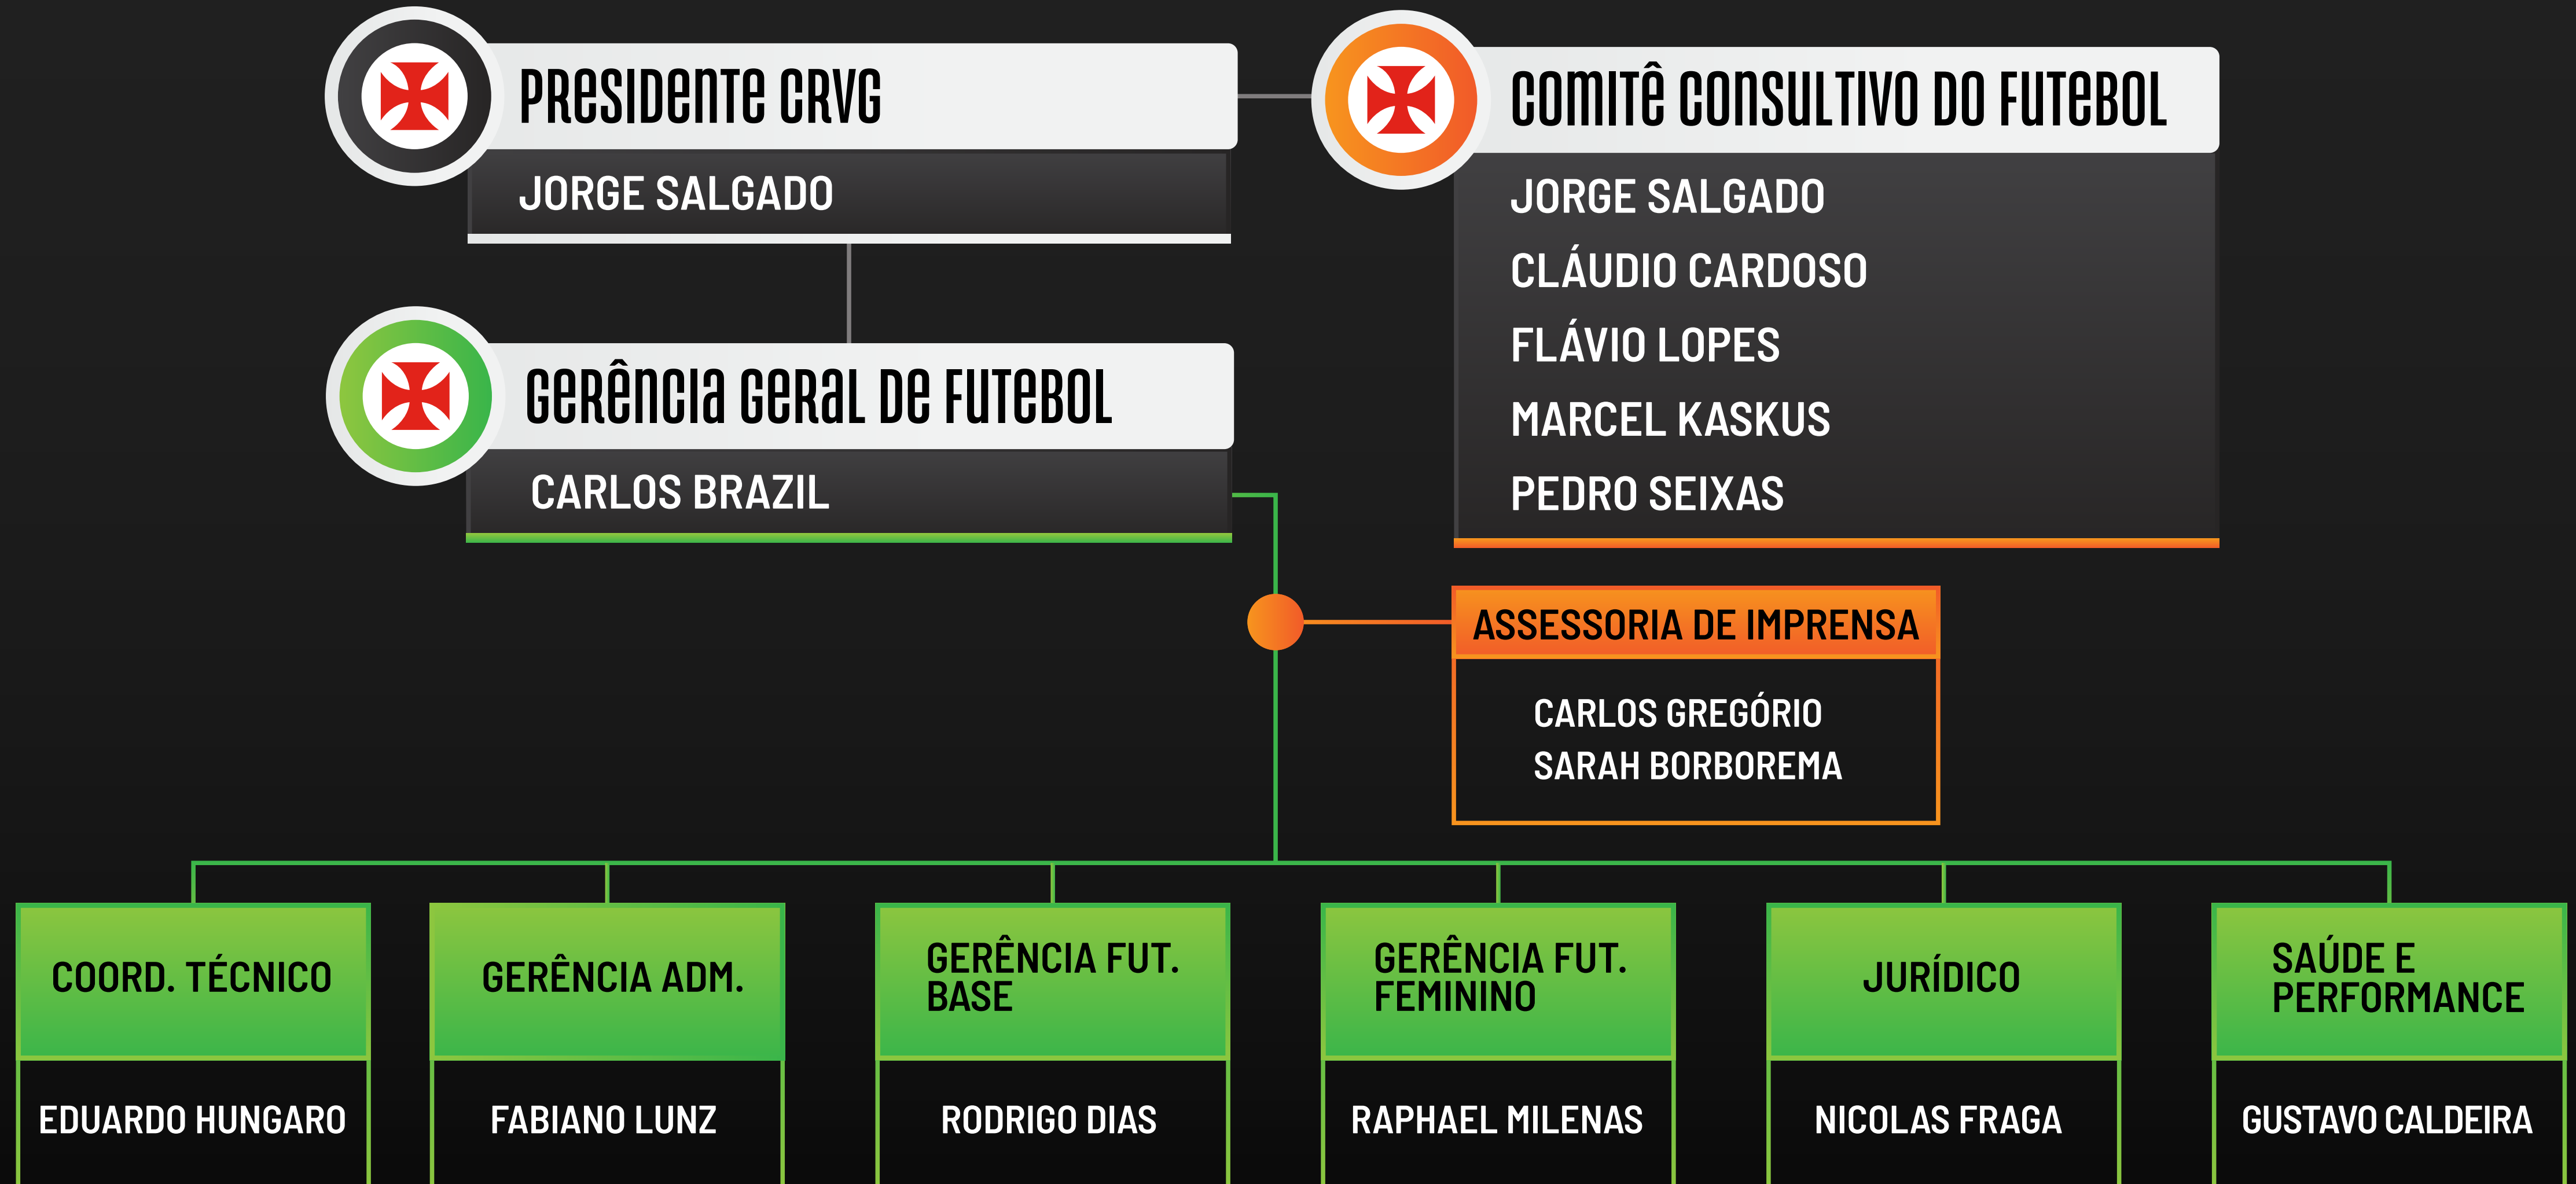 PRESIDENTE CRVG
JORGE SALGADO
COMITÊ CONSULTIVO DO FUTEBOL
JORGE SALGADO
CLÁUDIO CARDOSO
FLÁVIO LOPES
MARCEL KASKUS
PEDRO SEIXAS
GERÊNCIA GERAL DE FUTEBOL
CARLOS BRAZIL
ASSESSORIA DE IMPRENSA
CARLOS GREGÓRIO
SARAH BORBOREMA
COORD. TÉCNICO
EDUARDO HUNGARO
GERÊNCIA ADM.
FABIANO LUNZ
GERÊNCIA FUT.
BASE
RODRIGO DIAS
GERÊNCIA FUT.
FEMININO
RAPHAEL MILENAS
JURÍDICO
NICOLAS FRAGA
SAÚDE E
PERFORMANCE
GUSTAVO CALDEIRA